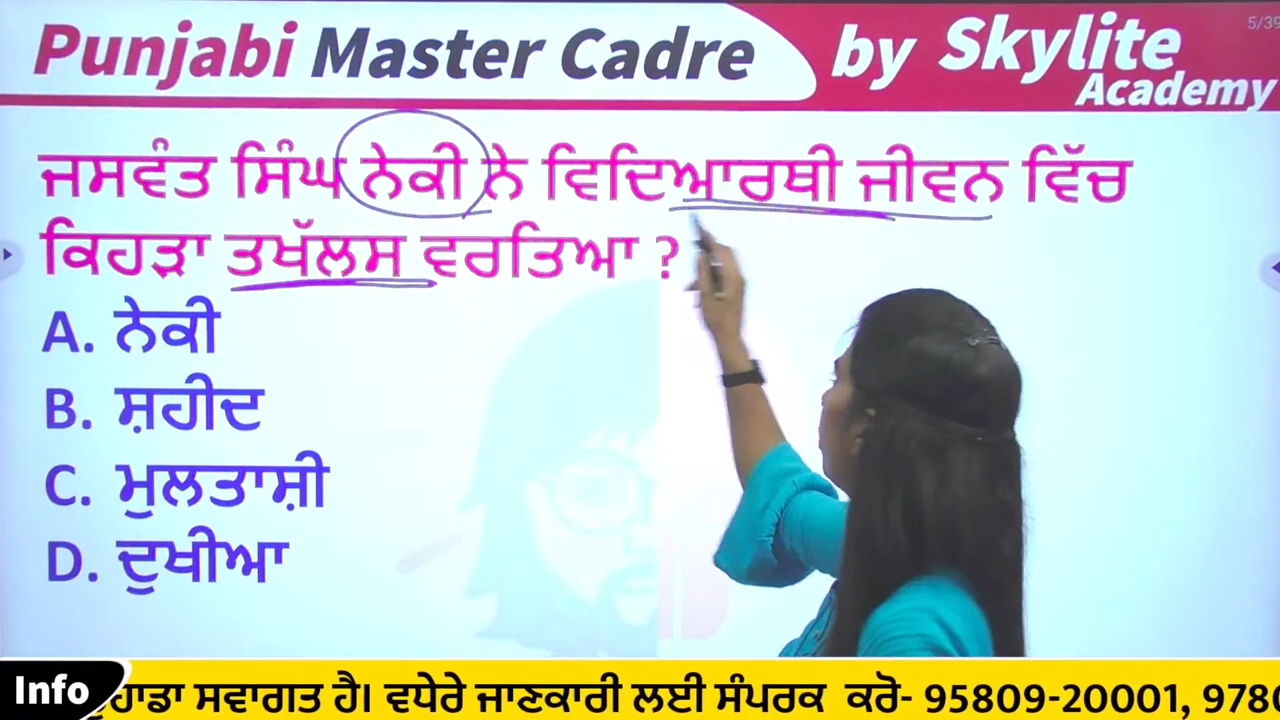 Punjabi Master Cadre by Skylite Academy
5/39
ਜਸਵੰਤ ਸਿੰਘ ਨੇਕੀ ਨੇ ਵਿਦਿਆਰਥੀ ਜੀਵਨ ਵਿੱਚ
ਕਿਹੜਾ ਤਖੱਲਸ ਵਰਤਿਆ ?
A. ਨੇਕੀ
B. ਸ਼ਹੀਦ
C. ਮੁਲਤਾਸ਼ੀ
D. ਦੁਖੀਆ
Info ਸਵਾਗਤ ਹੈ। ਵਧੇਰੇ ਜਾਣਕਾਰੀ ਲਈ ਸੰਪਰਕ ਕਰੋ- 95809-20001,